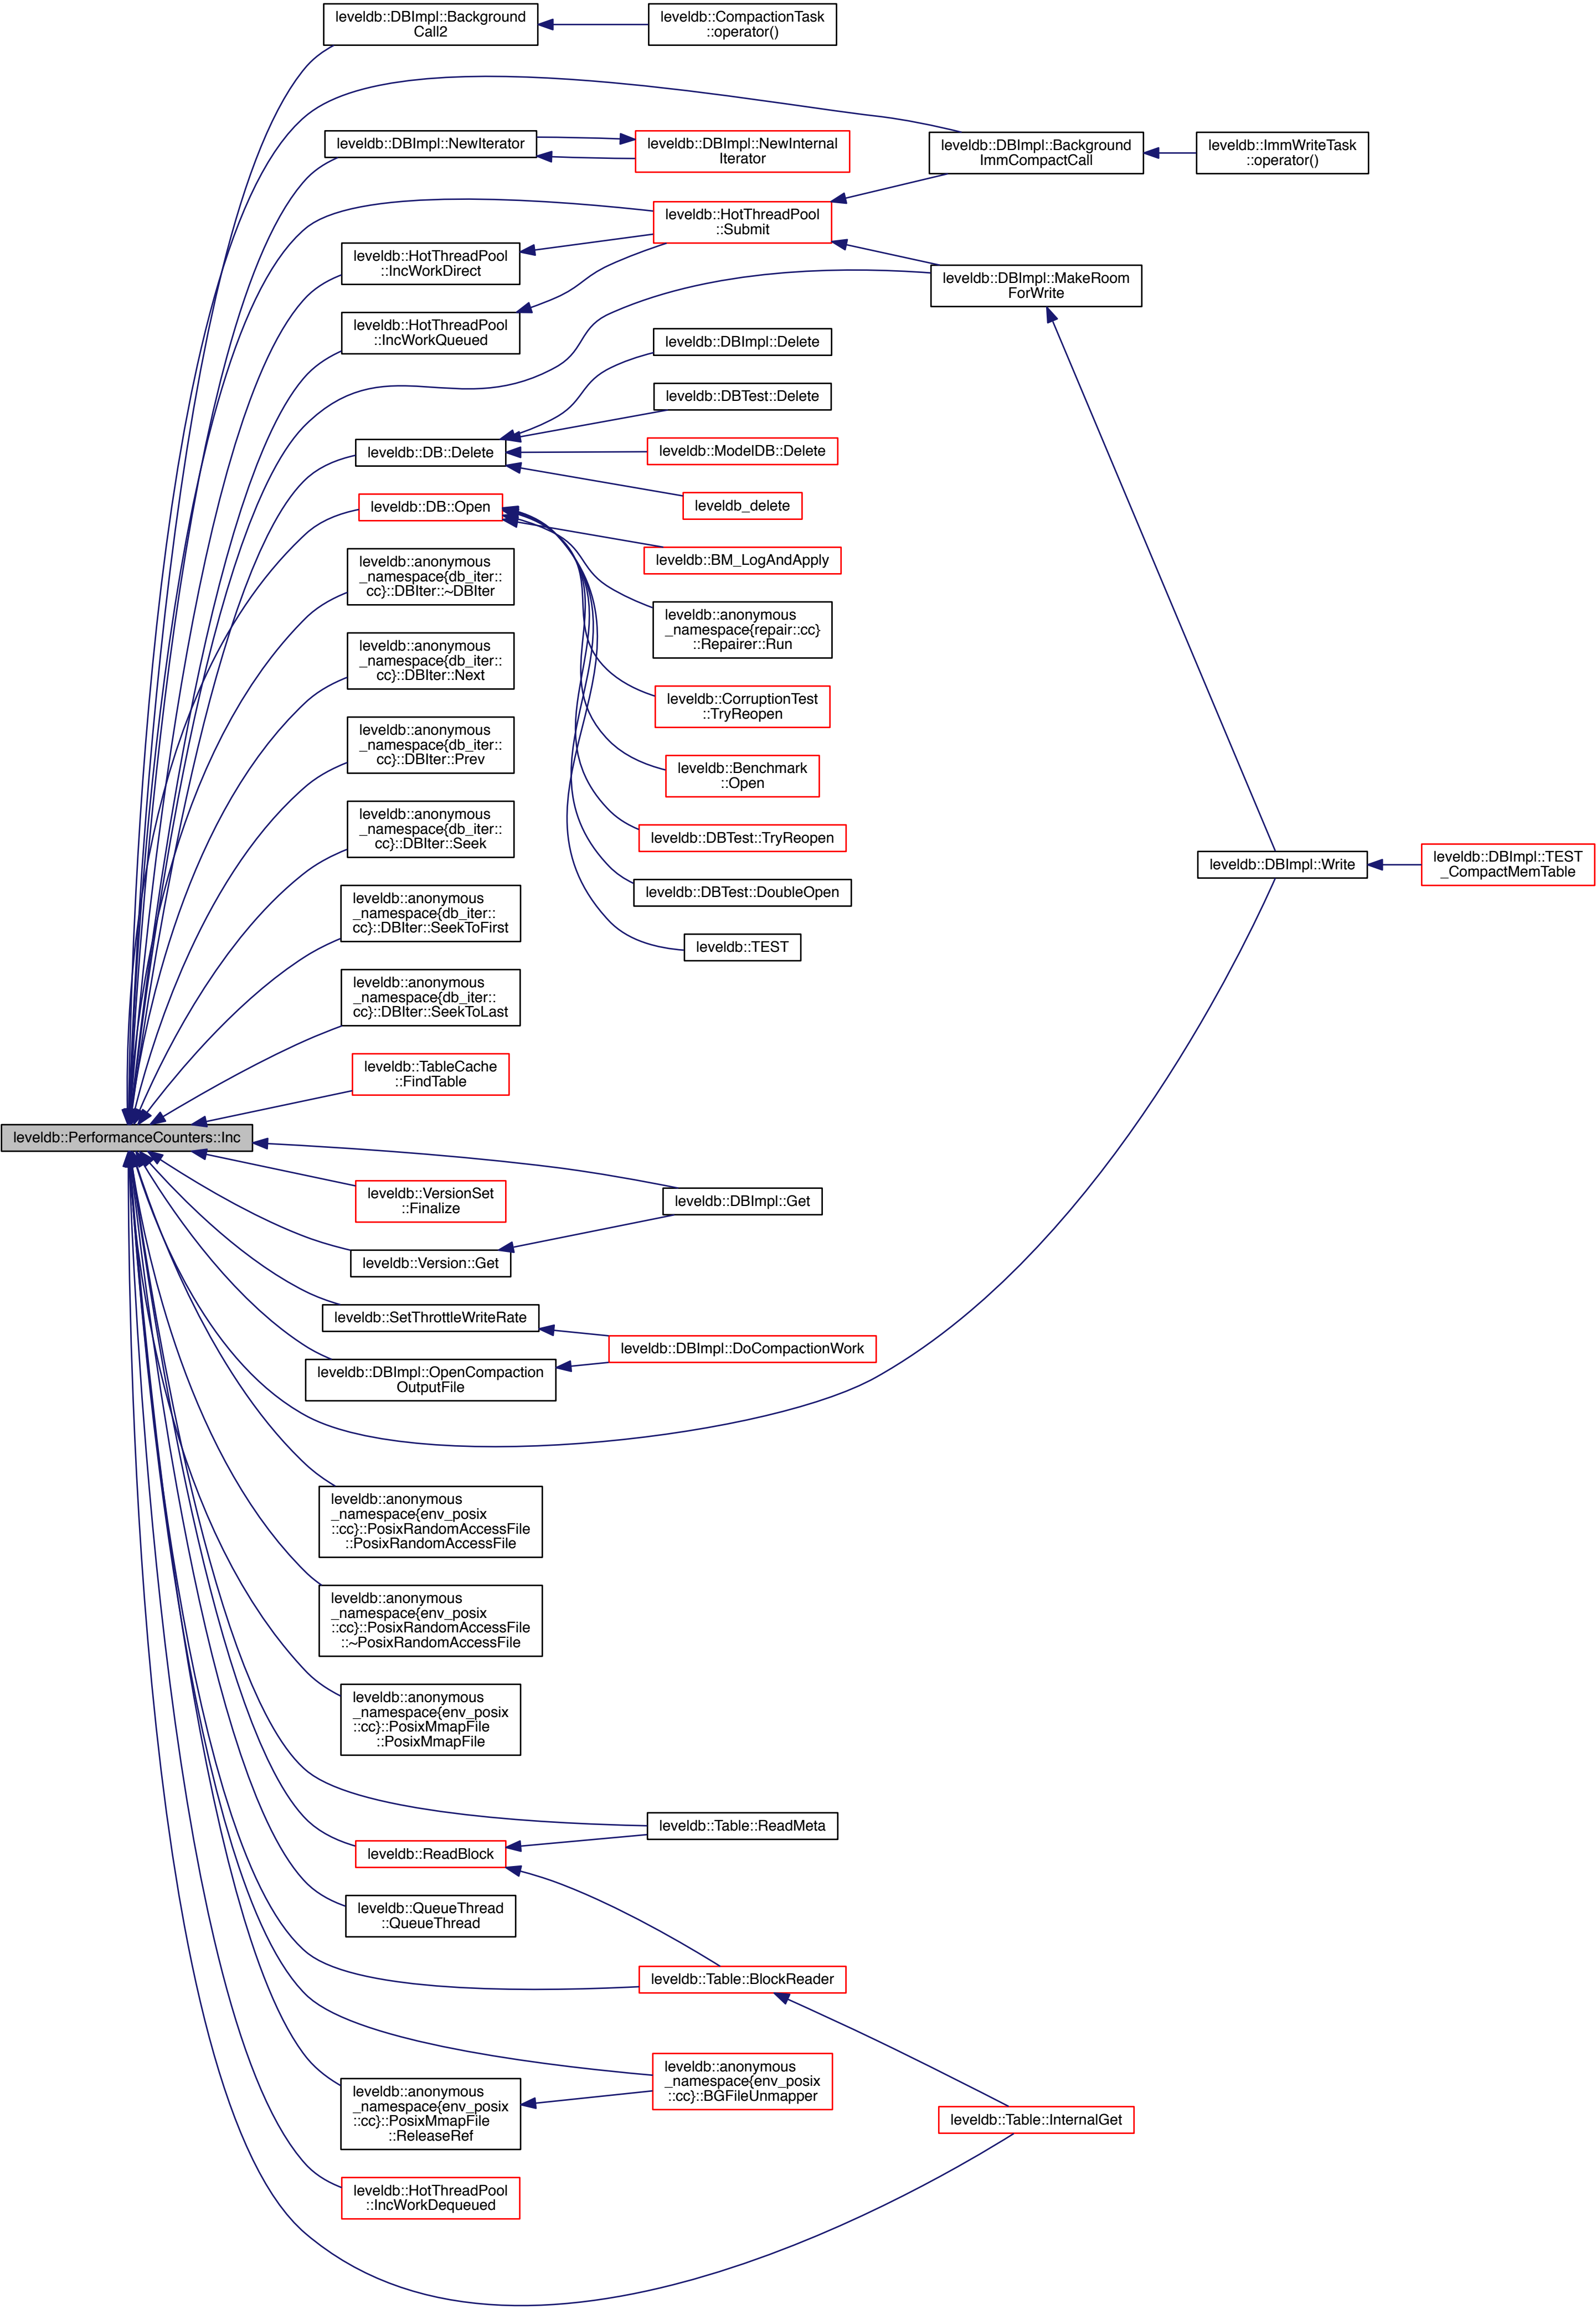 leveldb::DBImpl::Background
Call2
leveldb::CompactionTask
::operator()
leveldb::DBImpl::NewIterator
leveldb::DBImpl::NewInternal
Iterator
leveldb::DBImpl::Background
ImmCompactCall
leveldb::ImmWriteTask
::operator()
leveldb::HotThreadPool
::Submit
leveldb::HotThreadPool
::IncWorkDirect
leveldb::DBImpl::MakeRoom
ForWrite
leveldb::HotThreadPool
::IncWorkQueued
leveldb::DBImpl::Delete
leveldb::DBTest::Delete
leveldb::DB::Delete
leveldb::ModelDB::Delete
leveldb_delete
leveldb::DB::Open
leveldb::BM_LogAndApply
leveldb::anonymous
_namespace{db_iter::
cc}::DBIter::~DBIter
leveldb::anonymous
_namespace{repair::cc}
::Repairer::Run
leveldb::anonymous
_namespace{db_iter::
cc}::DBIter::Next
leveldb::CorruptionTest
::TryReopen
leveldb::anonymous
_namespace{db_iter::
cc}::DBIter::Prev
leveldb::Benchmark
::Open
leveldb::anonymous
_namespace{db_iter::
cc}::DBIter::Seek
leveldb::DBTest::TryReopen
leveldb::DBImpl::Write
leveldb::DBImpl::TEST
_CompactMemTable
leveldb::DBTest::DoubleOpen
leveldb::anonymous
_namespace{db_iter::
cc}::DBIter::SeekToFirst
leveldb::TEST
leveldb::anonymous
_namespace{db_iter::
cc}::DBIter::SeekToLast
leveldb::TableCache
::FindTable
leveldb::PerformanceCounters::Inc
leveldb::VersionSet
::Finalize
leveldb::DBImpl::Get
leveldb::Version::Get
leveldb::SetThrottleWriteRate
leveldb::DBImpl::DoCompactionWork
leveldb::DBImpl::OpenCompaction
OutputFile
leveldb::anonymous
_namespace{env_posix
::cc}::PosixRandomAccessFile
::PosixRandomAccessFile
leveldb::anonymous
_namespace{env_posix
::cc}::PosixRandomAccessFile
::~PosixRandomAccessFile
leveldb::anonymous
_namespace{env_posix
::cc}::PosixMmapFile
::PosixMmapFile
leveldb::Table::ReadMeta
leveldb::ReadBlock
leveldb::QueueThread
::QueueThread
leveldb::Table::BlockReader
leveldb::anonymous
_namespace{env_posix
::cc}::BGFileUnmapper
leveldb::anonymous
_namespace{env_posix
::cc}::PosixMmapFile
::ReleaseRef
leveldb::Table::InternalGet
leveldb::HotThreadPool
::IncWorkDequeued